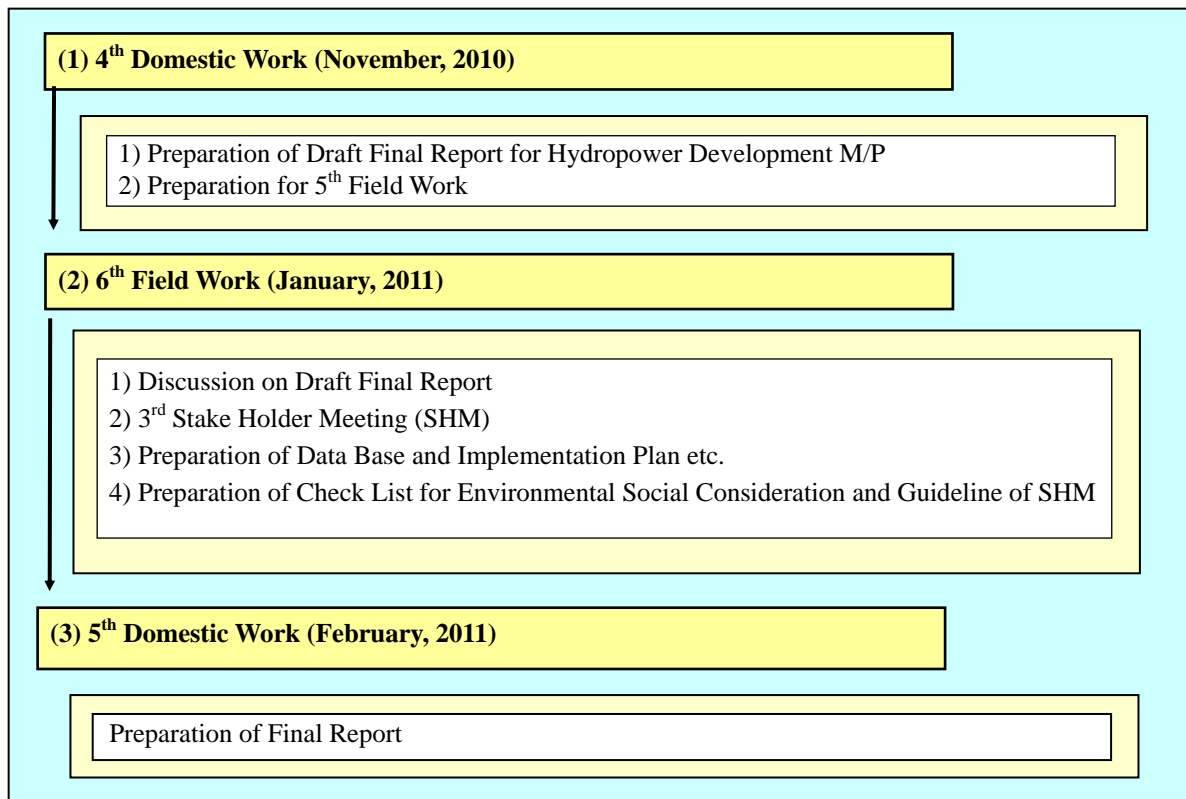 (1) 4th Domestic Work (November, 2010)
1) Preparation of Draft Final Report for Hydropower Development M/P
2) Preparation for 5th Field Work
(2) 6th Field Work (January, 2011)
1) Discussion on Draft Final Report
2) 3rd Stake Holder Meeting (SHM)
3) Preparation of Data Base and Implementation Plan etc.
4) Preparation of Check List for Environmental Social Consideration and Guideline of SHM
(3) 5th Domestic Work (February, 2011)
Preparation of Final Report